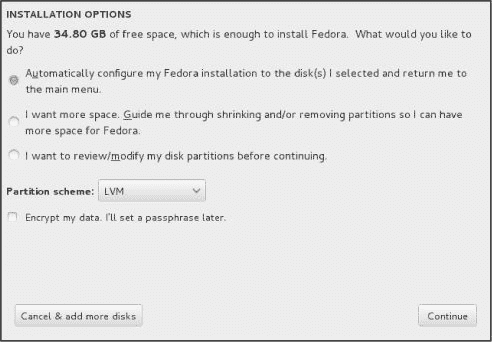 INSTALLATION OPTIONS
You have 34.80 GB of free space, which is enough to install Fedora. What would you like to
do?
Automatically configure my Fedora installation to the disk(s) I selected and return me to
the main menu.
I want more space. Guide me through shrinking and/or removing partitions so I can have
more space for Fedora.
I want to review/modify my disk partitions before continuing.
Partition scheme: LVM
Encrypt my data. I'll set a passphrase later.
Cancel & add more disks Continue